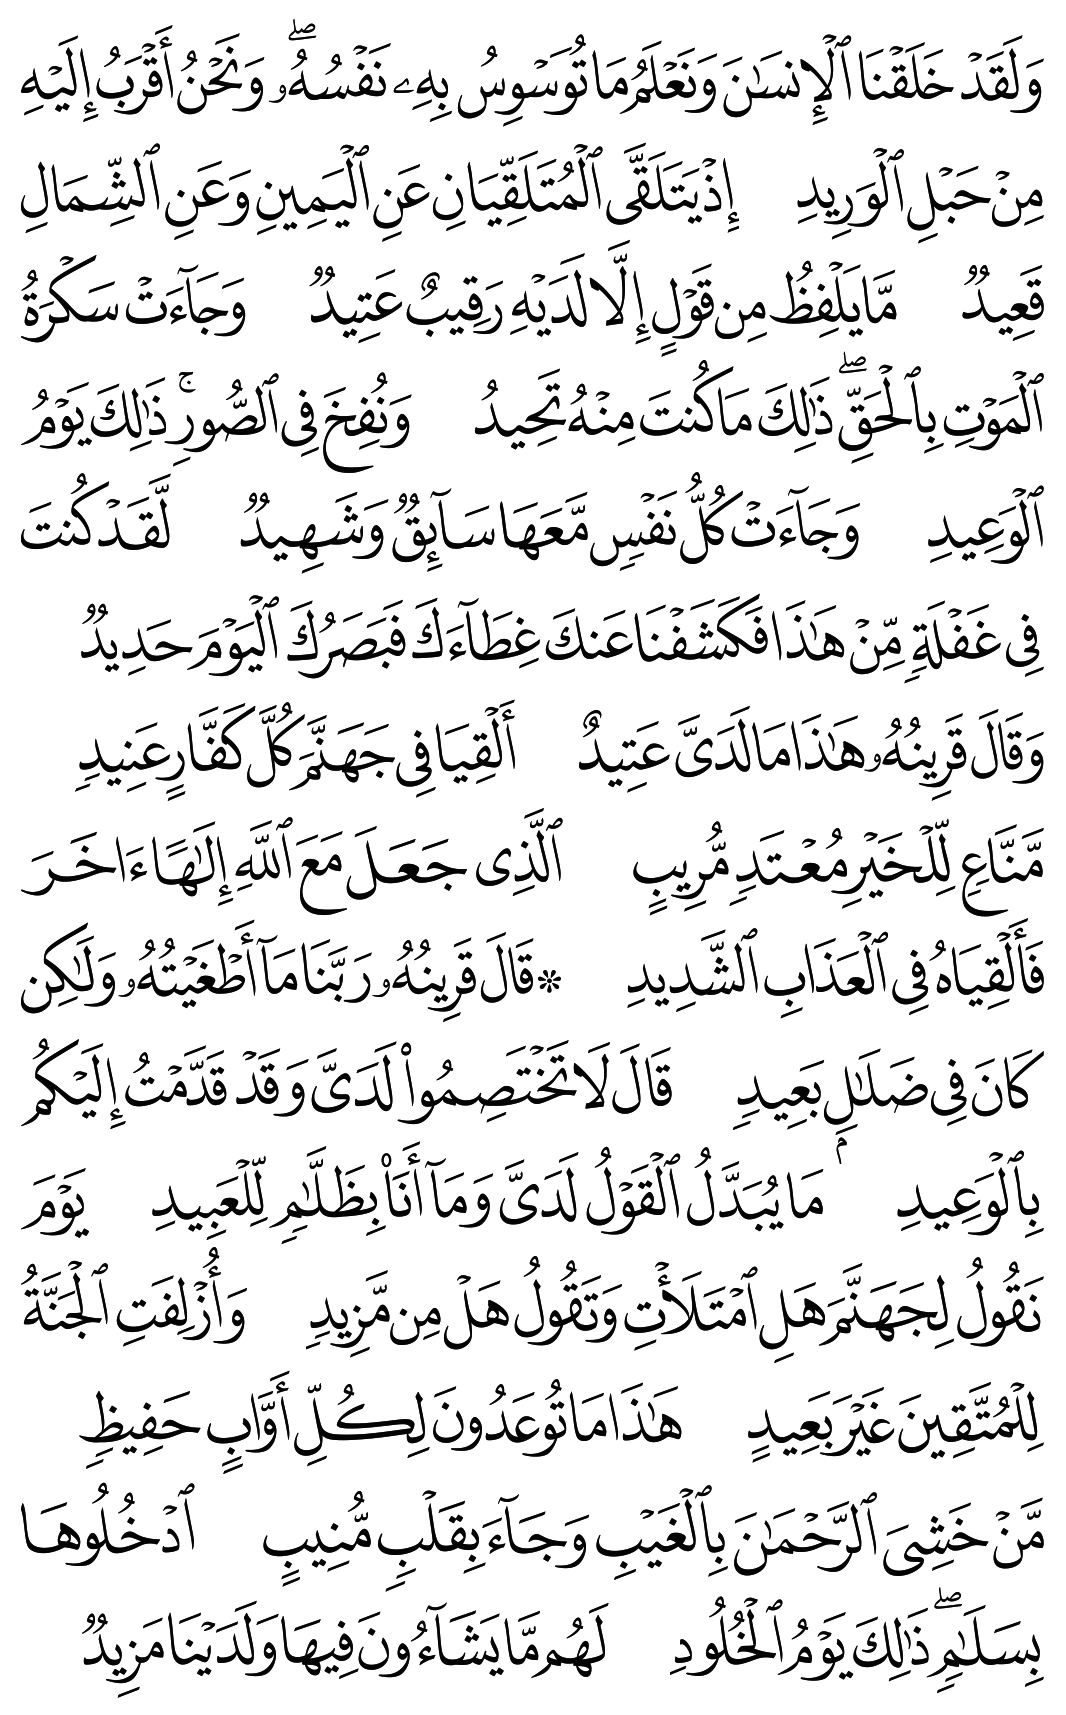 وَلَقَدۡ خَلَقۡنَا ٱلۡإِنسَٰنَ وَنَعۡلَمُ مَا تُوَسۡوِسُ بِهِۦ نَفۡسُهُۥۖ وَنَحۡنُ أَقۡرَبُ إِلَيۡهِ
مِنۡ حَبۡلِ ٱلۡوَرِيدِ إِذۡ يَتَلَقَّى ٱلۡمُتَلَقِّيَانِ عَنِ ٱلۡيَمِينِ وَعَنِ ٱلشِّمَالِ
قَعِيدٞ مَّا يَلۡفِظُ مِن قَوۡلٍ إِلَّا لَدَيۡهِ رَقِيبٌ عَتِيدٞ وَجَآءَتۡ سَكۡرَةُ
ٱلۡمَوۡتِ بِٱلۡحَقِّۖ ذَٰلِكَ مَا كُنتَ مِنۡهُ تَحِيدُ وَنُفِخَ فِي ٱلصُّورِۚ ذَٰلِكَ يَوۡمُ
ٱلۡوَعِيدِ وَجَآءَتۡ كُلُّ نَفۡسٖ مَّعَهَا سَآئِقٞ وَشَهِيدٞ لَّقَدۡ كُنتَ
فِي غَفۡلَةٖ مِّنۡ هَٰذَا فَكَشَفۡنَا عَنكَ غِطَآءَكَ فَبَصَرُكَ ٱلۡيَوۡمَ حَدِيدٞ
وَقَالَ قَرِينُهُۥ هَٰذَا مَا لَدَيَّ عَتِيدٌ أَلۡقِيَا فِي جَهَنَّمَ كُلَّ كَفَّارٍ عَنِيدٖ
مَّنَّاعٖ لِّلۡخَيۡرِ مُعۡتَدٖ مُّرِيبٍ ٱلَّذِي جَعَلَ مَعَ ٱللَّهِ إِلَٰهًا ءَاخَرَ
فَأَلۡقِيَاهُ فِي ٱلۡعَذَابِ ٱلشَّدِيدِ ۞قَالَ قَرِينُهُۥ رَبَّنَا مَآ أَطۡغَيۡتُهُۥ وَلَٰكِن
كَانَ فِي ضَلَٰلِۭ بَعِيدٖ قَالَ لَا تَخۡتَصِمُواْ لَدَيَّ وَقَدۡ قَدَّمۡتُ إِلَيۡكُم
بِٱلۡوَعِيدِ مَا يُبَدَّلُ ٱلۡقَوۡلُ لَدَيَّ وَمَآ أَنَا۠ بِظَلَّٰمٖ لِّلۡعَبِيدِ يَوۡمَ
نَقُولُ لِجَهَنَّمَ هَلِ ٱمۡتَلَأۡتِ وَتَقُولُ هَلۡ مِن مَّزِيدٖ وَأُزۡلِفَتِ ٱلۡجَنَّةُ
لِلۡمُتَّقِينَ غَيۡرَ بَعِيدٍ هَٰذَا مَا تُوعَدُونَ لِكُلِّ أَوَّابٍ حَفِيظٖ
مَّنۡ خَشِيَ ٱلرَّحۡمَٰنَ بِٱلۡغَيۡبِ وَجَآءَ بِقَلۡبٖ مُّنِيبٍ ٱدۡخُلُوهَا
بِسَلَٰمٖۖ ذَٰلِكَ يَوۡمُ ٱلۡخُلُودِ لَهُم مَّا يَشَآءُونَ فِيهَا وَلَدَيۡنَا مَزِيدٞ